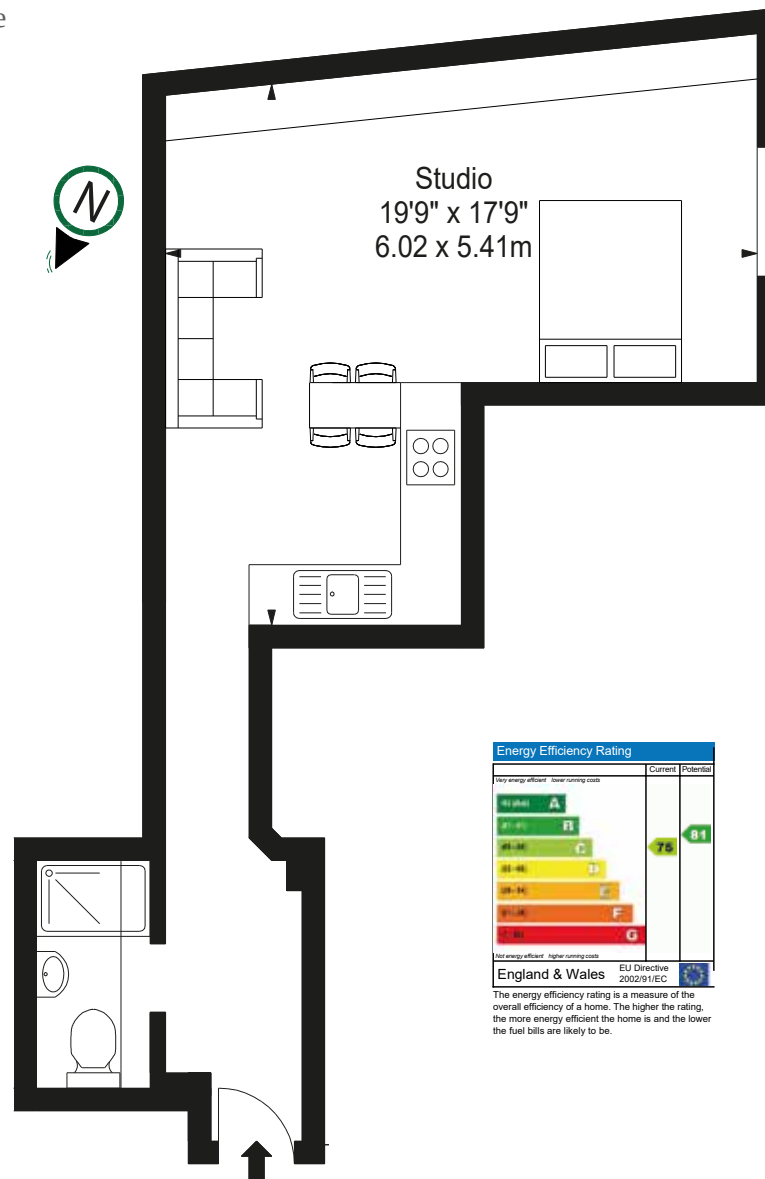 e
N
Studio
19'9" x 17'9"
6.02 x 5.41m
Energy Efficiency Rating
Current Potential
Very energy efficient - lower running costs
A
B
C
D
E
F
G
75
81
Not energy efficient - higher running costs
England & Wales
EU Directive
2002/91/EC
The energy efficiency rating is a measure of the
overall efficiency of a home. The higher the rating,
the more energy efficient the home is and the lower
the fuel bills are likely to be.